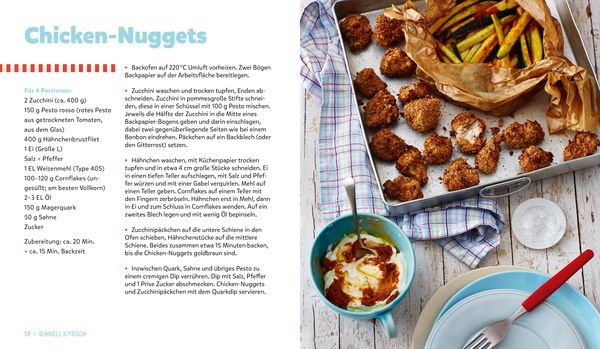 Chicken-Nuggets
Für 4 Portionen:
2 Zucchini (ca. 400 g)
150 g Pesto rosso (rotes Pesto
aus getrockneten Tomaten,
aus dem Glas)
400 g Hähnchenbrustfilet
1 Ei (Größe L)
Salz + Pfeffer
1 EL Weizenmehl (Type 405)
100–120 g Cornflakes (un-
gesüßt; am besten Vollkorn)
2–3 EL Öl
150 g Magerquark
50 g Sahne
Zucker
Zubereitung: ca. 20 Min.
+ ca. 15 Min. Backzeit
• Backofen auf 220 °C Umluft vorheizen. Zwei Bögen
Backpapier auf der Arbeitsfläche bereitlegen.
• Zucchini waschen und trocken tupfen, Enden ab-
schneiden. Zucchini in pommesgroße Stifte schnei-
den, diese in einer Schüssel mit 100 g Pesto mischen.
Jeweils die Hälfte der Zucchini in die Mitte eines
Backpapier-Bogens geben und darin einschlagen,
dabei zwei gegenüberliegende Seiten wie bei einem
Bonbon eindrehen. Päckchen auf ein Backblech (oder
den Gitterrost) setzen.
• Hähnchen waschen, mit Küchenpapier trocken
tupfen und in etwa 4 cm große Stücke schneiden. Ei
in einen tiefen Teller aufschlagen, mit Salz und Pfef-
fer würzen und mit einer Gabel verquirlen. Mehl auf
einen Teller geben. Cornflakes auf einem Teller mit
den Fingern zerbröseln. Hähnchen erst in Mehl, dann
in Ei und zum Schluss in Cornflakes wenden. Auf ein
zweites Blech legen und mit wenig Öl bepinseln.
• Zucchinipäckchen auf die untere Schiene in den
Ofen schieben, Hähnchenstücke auf die mittlere
Schiene. Beides zusammen etwa 15 Minuten backen,
bis die Chicken-Nuggets goldbraun sind.
• Inzwischen Quark, Sahne und übriges Pesto zu
einem cremigen Dip verrühren. Dip mit Salz, Pfeffer
und 1 Prise Zucker abschmecken. Chicken-Nuggets
und Zucchinipäckchen mit dem Quarkdip servieren.
18 + SCHNELL & FRISCH